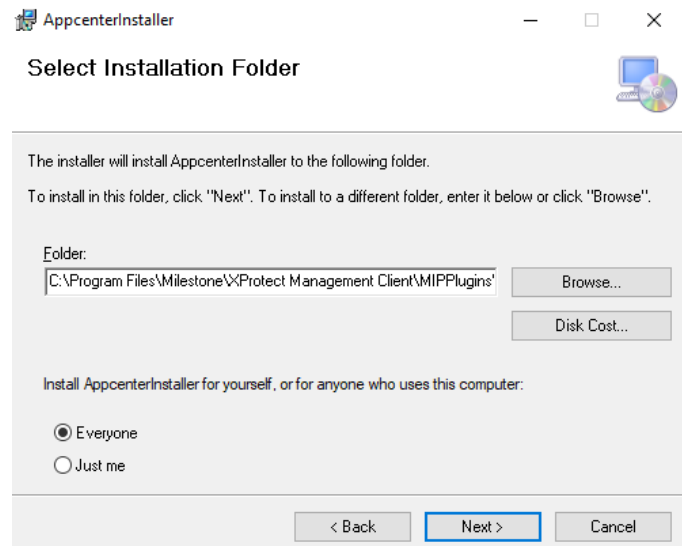 AppcenterInstaller
Select Installation Folder
The installer will install AppcenterInstaller to the following folder.
To install in this folder, click "Next". To install to a different folder, enter it below or click "Browse".
Folder:
C:\Program Files\Milestone\XProtect Management Client\MIPPlugins\
Browse...
Disk Cost...
Install AppcenterInstaller for yourself, or for anyone who uses this computer:
Everyone
Just me
< Back
Next >
Cancel